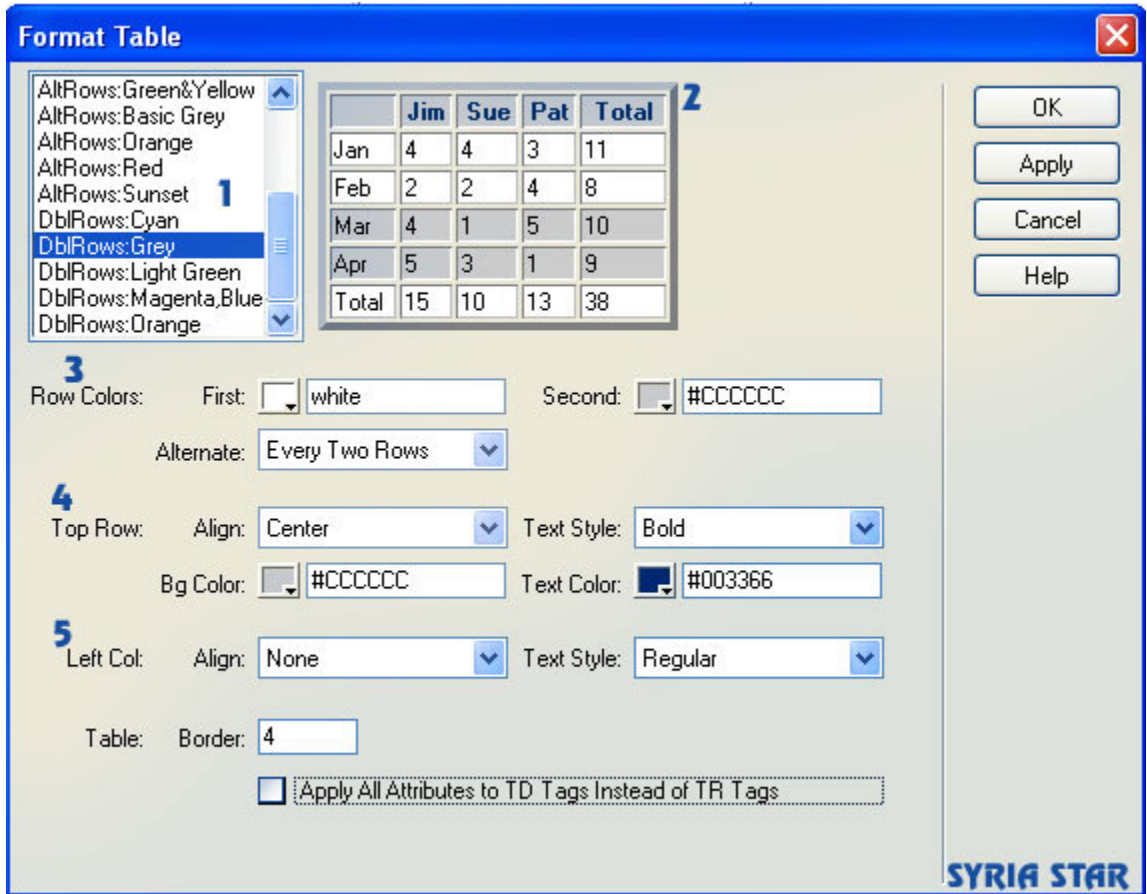 Format Table
AltRows:Green&Yellow
AltRows:Basic Grey
AltRows:Orange
AltRows:Red
AltRows:Sunset
1
DblRows:Cyan
DblRows:Grey
DblRows:Light Green
DblRows:Magenta,Blue
DblRows:Orange
2
Jim Sue Pat Total
Jan 4 4 3 11
Feb 2 2 4 8
Mar 4 1 5 10
Apr 5 3 1 9
Total 15 10 13 38
OK
Apply
Cancel
Help
3
Row Colors: First: white Second: #CCCCCC
Alternate: Every Two Rows
4
Top Row: Align: Center Text Style: Bold
Bg Color: #CCCCCC Text Color: #003366
5
Left Col: Align: None Text Style: Regular
Table: Border: 4
Apply All Attributes to TD Tags Instead of TR Tags
SYRIA STAR